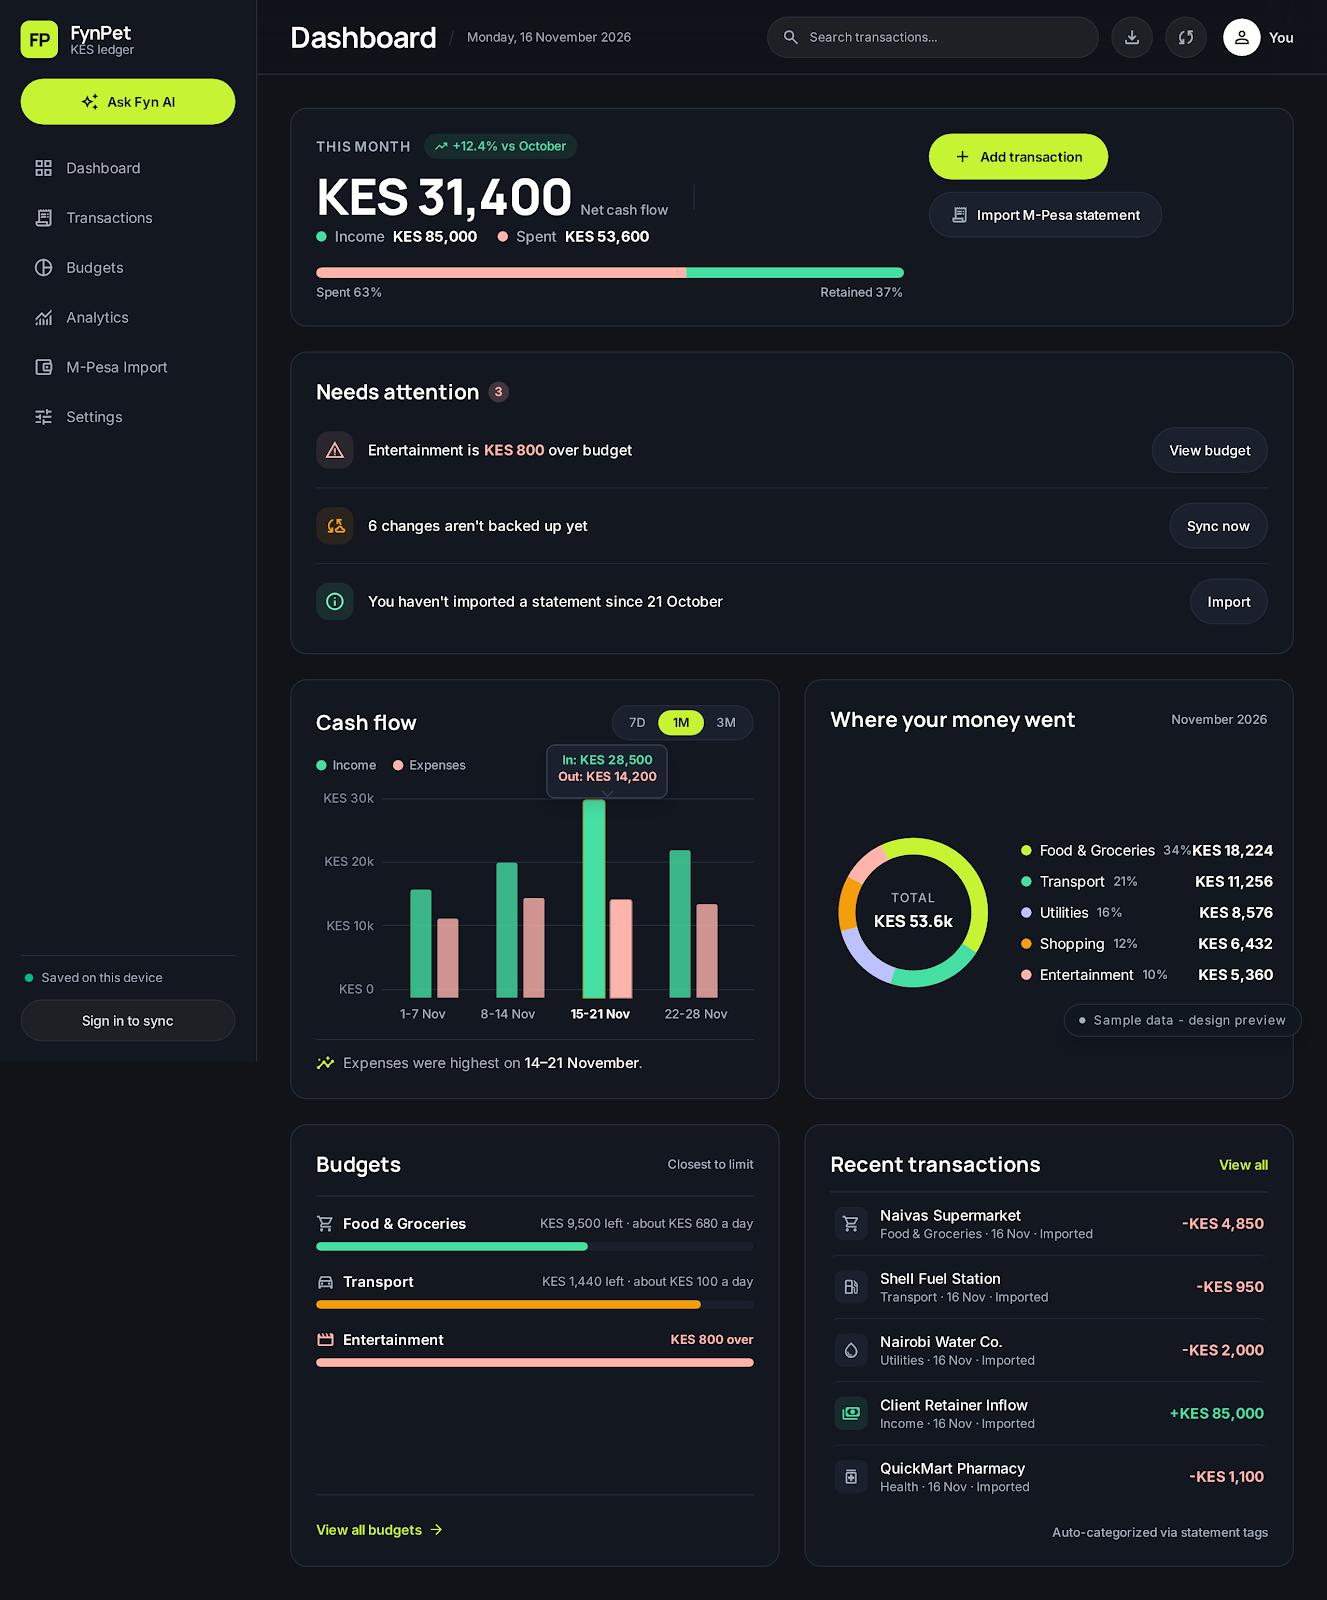 FP
FynPet
KES ledger
Ask Fyn AI
Dashboard
Transactions
Budgets
Analytics
M-Pesa Import
Settings
Saved on this device
Sign in to sync
Dashboard / Monday, 16 November 2026
Search transactions...
You
THIS MONTH
+12.4% vs October
KES 31,400 Net cash flow
Income KES 85,000 Spent KES 53,600
Spent 63% Retained 37%
Add transaction
Import M-Pesa statement
Needs attention 3
Entertainment is KES 800 over budget
View budget
6 changes aren't backed up yet
Sync now
You haven't imported a statement since 21 October
Import
Cash flow
7D 1M 3M
Income Expenses
In: KES 28,500
Out: KES 14,200
KES 30k
KES 20k
KES 10k
KES 0
1-7 Nov 8-14 Nov 15-21 Nov 22-28 Nov
Expenses were highest on 14–21 November.
Where your money went
November 2026
TOTAL
KES 53.6k
Food & Groceries 34% KES 18,224
Transport 21% KES 11,256
Utilities 16% KES 8,576
Shopping 12% KES 6,432
Entertainment 10% KES 5,360
Sample data - design preview
Budgets
Closest to limit
Food & Groceries KES 9,500 left · about KES 680 a day
Transport KES 1,440 left · about KES 100 a day
Entertainment KES 800 over
View all budgets →
Recent transactions
View all
Naivas Supermarket
Food & Groceries · 16 Nov · Imported
-KES 4,850
Shell Fuel Station
Transport · 16 Nov · Imported
-KES 950
Nairobi Water Co.
Utilities · 16 Nov · Imported
-KES 2,000
Client Retainer Inflow
Income · 16 Nov · Imported
+KES 85,000
QuickMart Pharmacy
Health · 16 Nov · Imported
-KES 1,100
Auto-categorized via statement tags